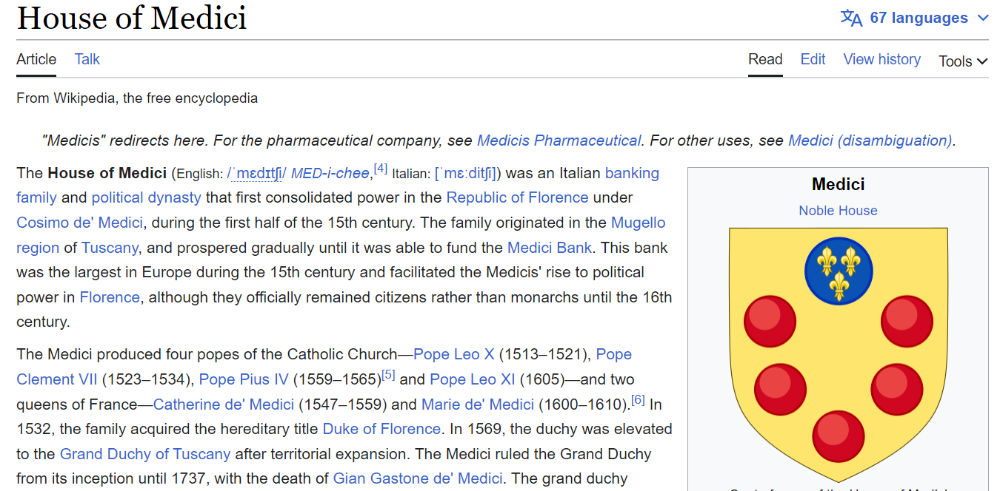 House of Medici
67 languages
Article Talk
Read Edit View history Tools
From Wikipedia, the free encyclopedia
"Medicis" redirects here. For the pharmaceutical company, see Medicis Pharmaceutical. For other uses, see Medici (disambiguation).
The House of Medici (English: /ˈmɛdɪtʃi/ MED-i-chee,[4] Italian: [ˈmɛːditʃi]) was an Italian banking
family and political dynasty that first consolidated power in the Republic of Florence under
Cosimo de' Medici, during the first half of the 15th century. The family originated in the Mugello
region of Tuscany, and prospered gradually until it was able to fund the Medici Bank. This bank
was the largest in Europe during the 15th century and facilitated the Medicis' rise to political
power in Florence, although they officially remained citizens rather than monarchs until the 16th
century.
The Medici produced four popes of the Catholic Church—Pope Leo X (1513–1521), Pope
Clement VII (1523–1534), Pope Pius IV (1559–1565)[5] and Pope Leo XI (1605)—and two
queens of France—Catherine de' Medici (1547–1559) and Marie de' Medici (1600–1610).[6] In
1532, the family acquired the hereditary title Duke of Florence. In 1569, the duchy was elevated
to the Grand Duchy of Tuscany after territorial expansion. The Medici ruled the Grand Duchy
from its inception until 1737, with the death of Gian Gastone de' Medici. The grand duchy
Medici
Noble House